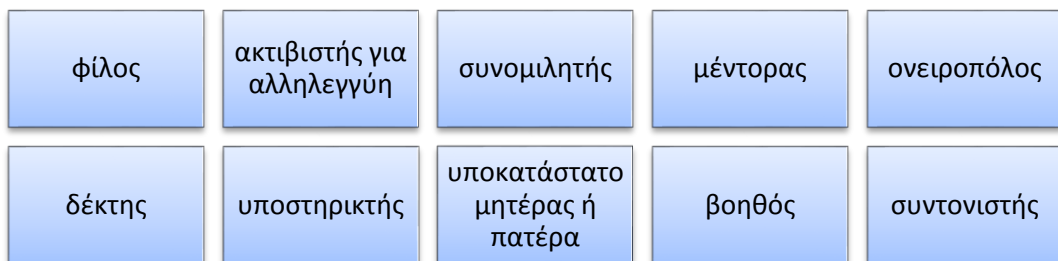 φίλος
ακτιβιστής για
αλληλεγγύη
συνομιλητής
μέντορας
ονειροπόλος
δέκτης
υποστηρικτής
υποκατάστατο
μητέρας ή
πατέρα
βοηθός
συντονιστής